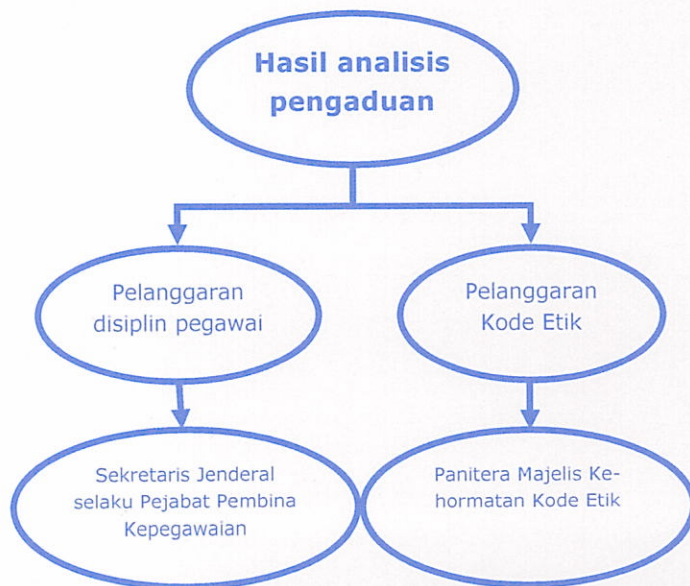 Hasil analisis
pengaduan
Pelanggaran
disiplin pegawai
Pelanggaran
Kode Etik
Sekretaris Jenderal
selaku Pejabat Pembina
Kepegawaian
Panitera Majelis Ke-
hormatan Kode Etik